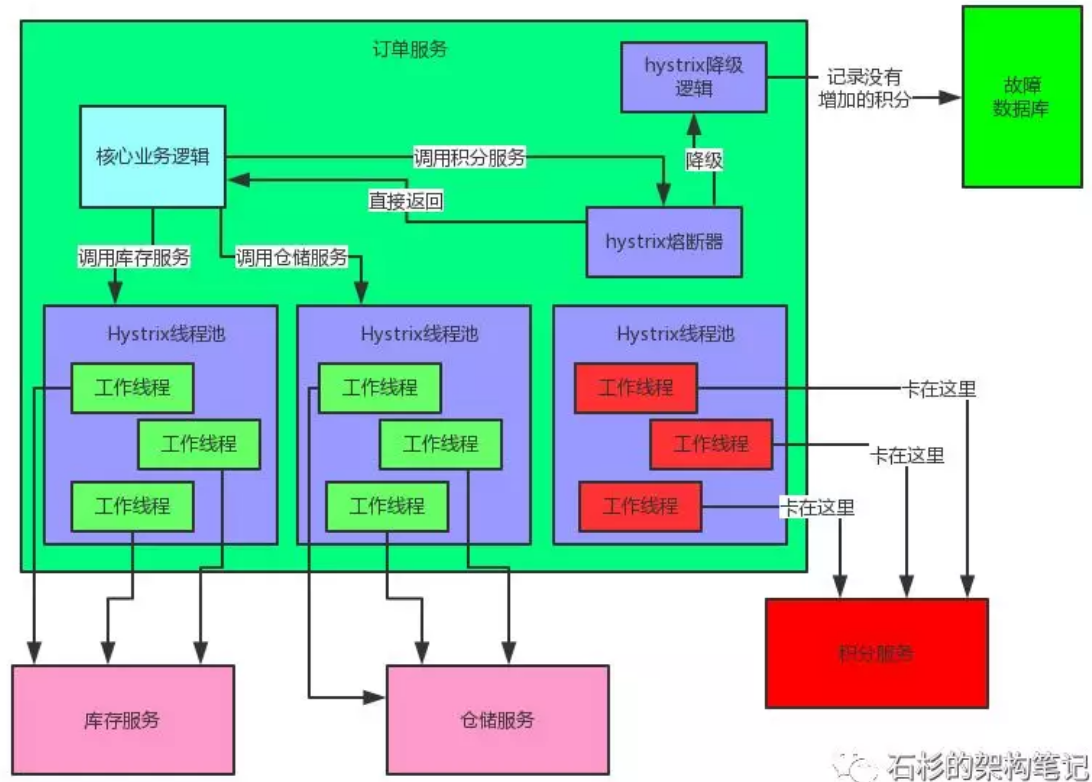 订单服务
hystrix降级
逻辑
记录没有
增加的积分
故障
数据库
核心业务逻辑
调用积分服务
降级
直接返回
hystrix熔断器
调用库存服务
调用仓储服务
Hystrix线程池
Hystrix线程池
Hystrix线程池
工作线程
工作线程
工作线程
卡在这里
工作线程
工作线程
工作线程
卡在这里
工作线程
工作线程
工作线程
卡在这里
积分服务
库存服务
仓储服务
石杉的架构笔记